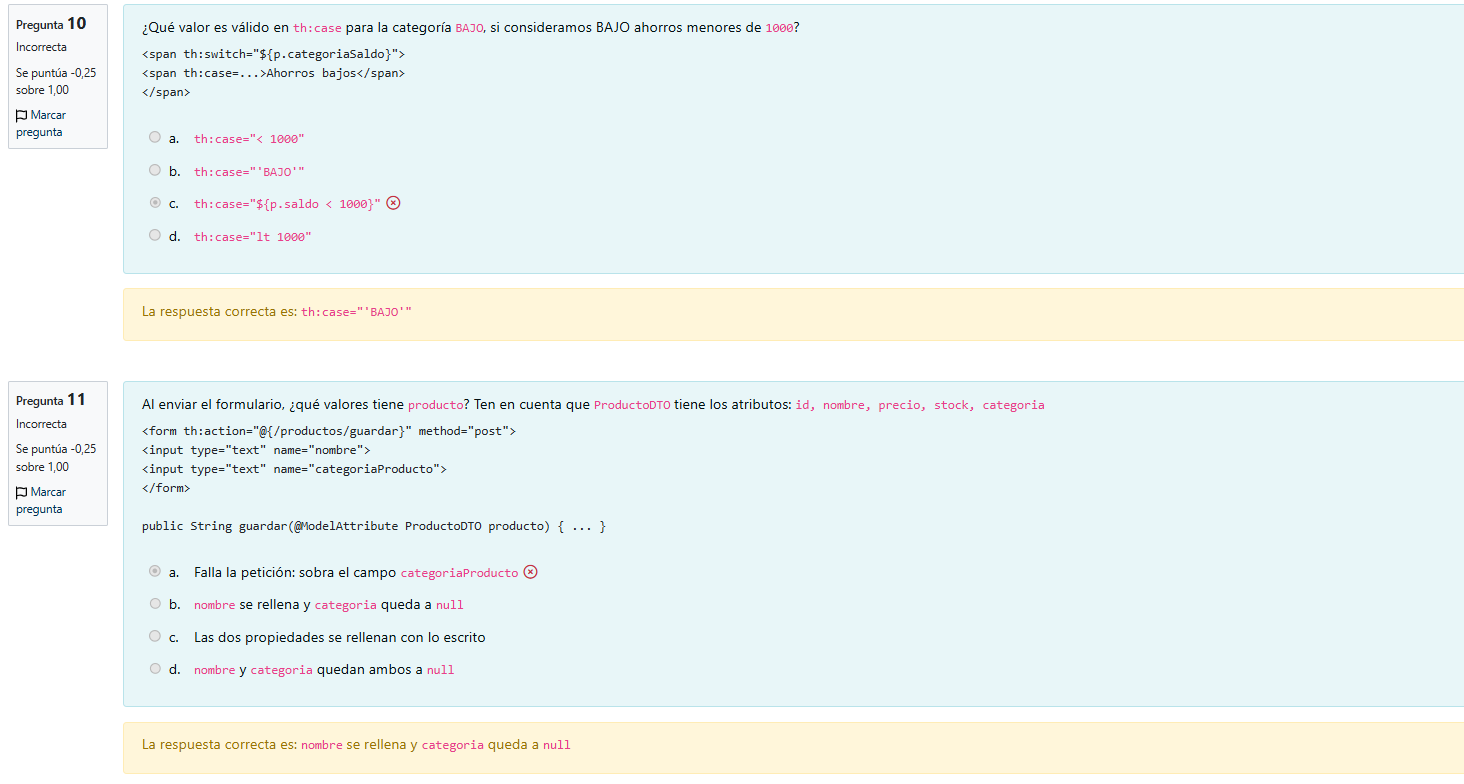 Pregunta 10
Incorrecta
Se puntúa -0,25
sobre 1,00
Marcar
pregunta
¿Qué valor es válido en th:case para la categoría BAJO, si consideramos BAJO ahorros menores de 1000?
<span th:switch="${p.categoriaSaldo}">
<span th:case=...>Ahorros bajos</span>
</span>
a. th:case="< 1000"
b. th:case="'BAJO'"
c. th:case="${p.saldo < 1000}"
d. th:case="lt 1000"
La respuesta correcta es: th:case="'BAJO'"
Pregunta 11
Incorrecta
Se puntúa -0,25
sobre 1,00
Marcar
pregunta
Al enviar el formulario, ¿qué valores tiene producto? Ten en cuenta que ProductoDTO tiene los atributos: id, nombre, precio, stock, categoria
<form th:action="@{/productos/guardar}" method="post">
<input type="text" name="nombre">
<input type="text" name="categoriaProducto">
</form>
public String guardar(@ModelAttribute ProductoDTO producto) { ... }
a. Falla la petición: sobra el campo categoriaProducto
b. nombre se rellena y categoria queda a null
c. Las dos propiedades se rellenan con lo escrito
d. nombre y categoria quedan ambos a null
La respuesta correcta es: nombre se rellena y categoria queda a null